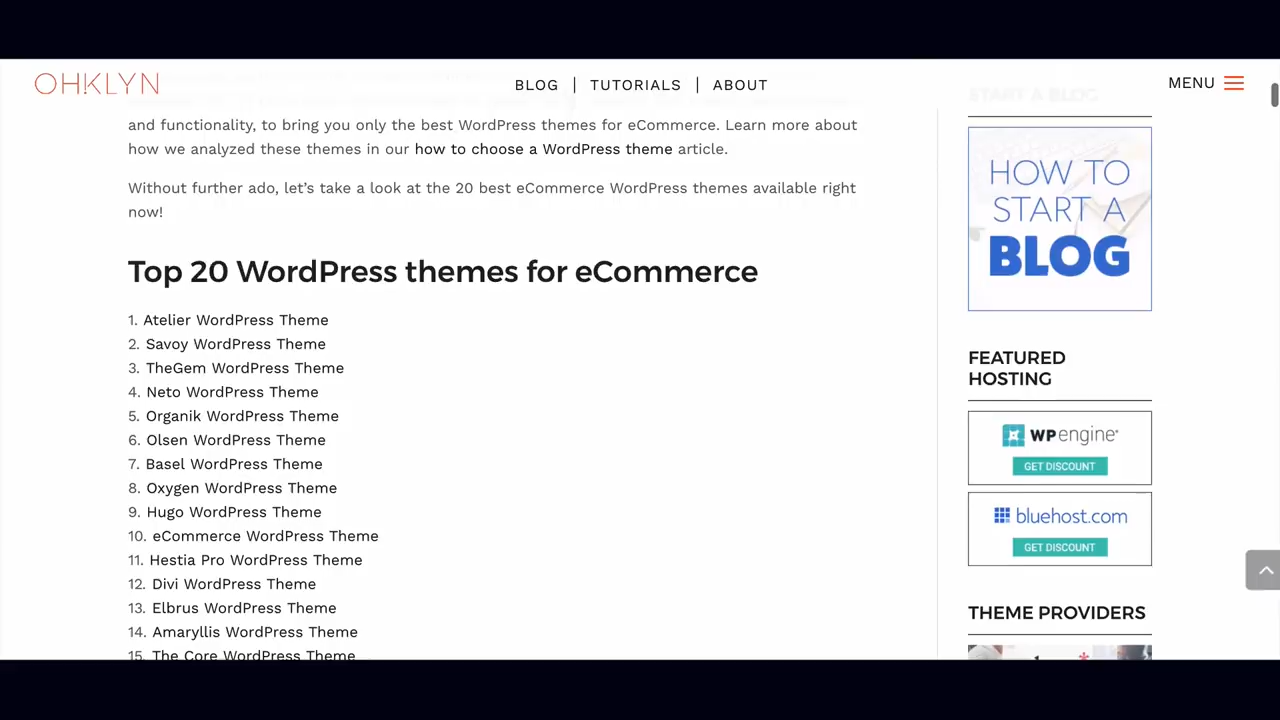 OHKLYN
BLOG | TUTORIALS | ABOUT
MENU
and functionality, to bring you only the best WordPress themes for eCommerce. Learn more about
how we analyzed these themes in our how to choose a WordPress theme article.
Without further ado, let’s take a look at the 20 best eCommerce WordPress themes available right
now!
Top 20 WordPress themes for eCommerce
1. Atelier WordPress Theme
2. Savoy WordPress Theme
3. TheGem WordPress Theme
4. Neto WordPress Theme
5. Organik WordPress Theme
6. Olsen WordPress Theme
7. Basel WordPress Theme
8. Oxygen WordPress Theme
9. Hugo WordPress Theme
10. eCommerce WordPress Theme
11. Hestia Pro WordPress Theme
12. Divi WordPress Theme
13. Elbrus WordPress Theme
14. Amaryllis WordPress Theme
15. The Core WordPress Theme
START A BLOG
HOW TO
START A
BLOG
FEATURED
HOSTING
WP engine
GET DISCOUNT
bluehost.com
GET DISCOUNT
THEME PROVIDERS